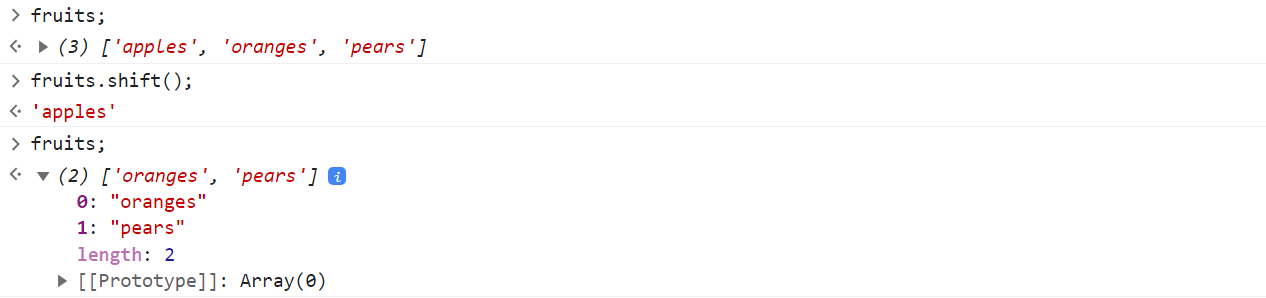 > fruits;
(3) ['apples', 'oranges', 'pears']
> fruits.shift();
'apples'
> fruits;
(2) ['oranges', 'pears'] i
0: "oranges"
1: "pears"
length: 2
[[Prototype]]: Array(0)